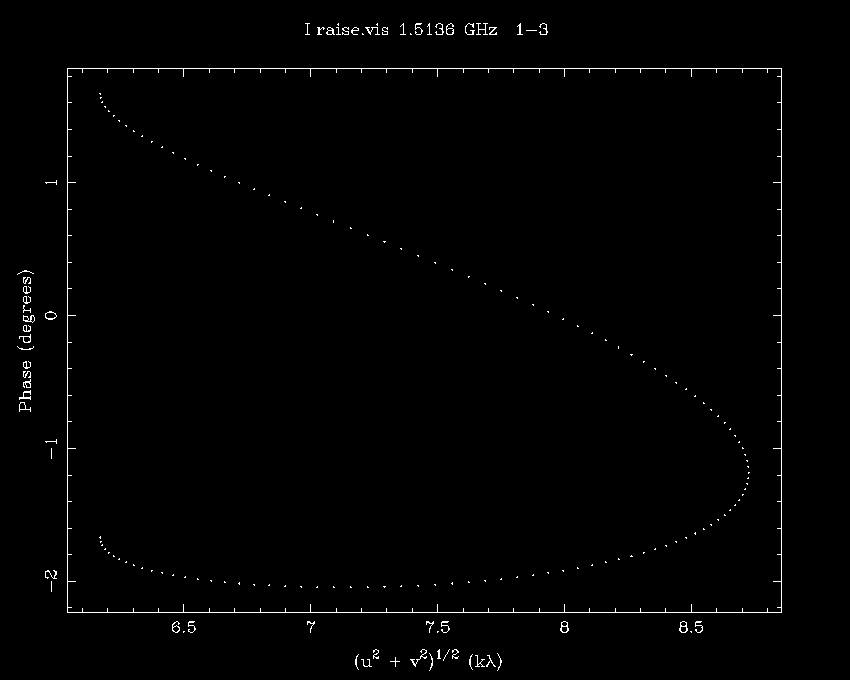 I raise.vis 1.5136 GHz 1−3
1
0
−1
−2
Phase (degrees)
6.5 7 7.5 8 8.5
(u² + v²)^1/2 (kλ)